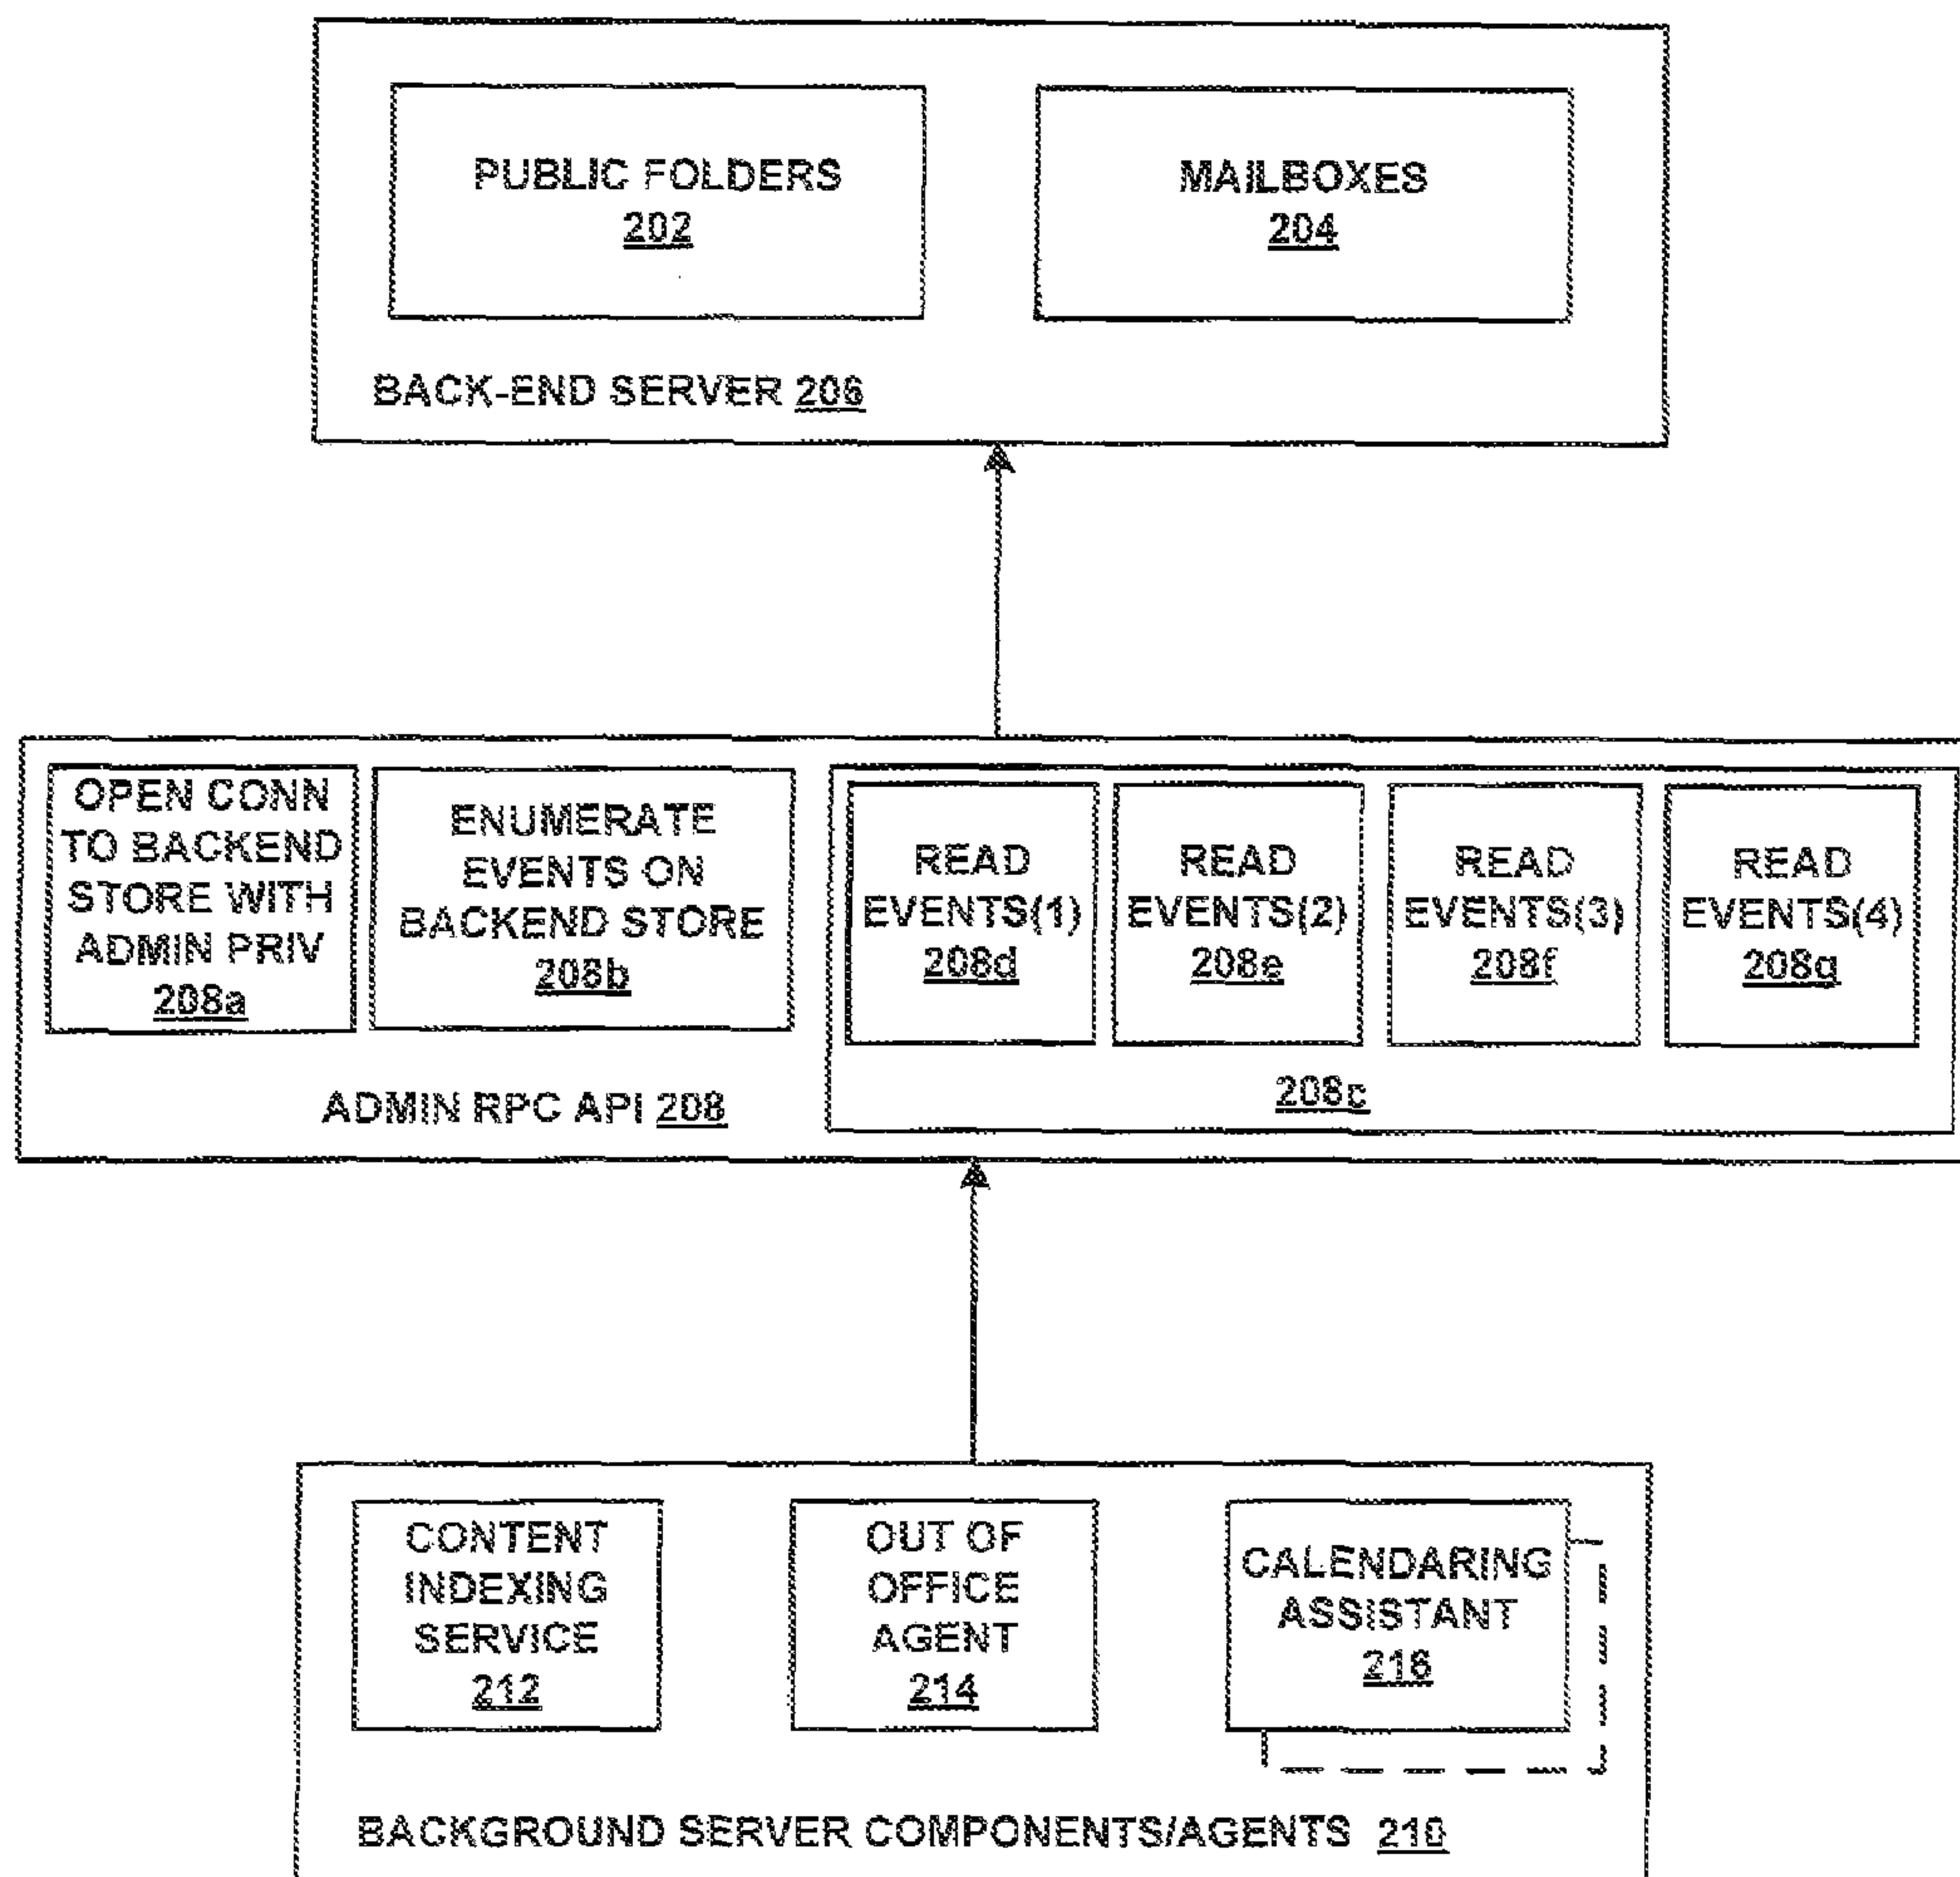 PUBLIC FOLDERS
202
MAILBOXES
204
BACK-END SERVER 206
OPEN CONN
TO BACKEND
STORE WITH
ADMIN PRIV
208a
ENUMERATE
EVENTS ON
BACKEND STORE
208b
READ
EVENTS(1)
208d
READ
EVENTS(2)
208e
READ
EVENTS(3)
208f
READ
EVENTS(4)
208g
208c
ADMIN RPC API 208
CONTENT
INDEXING
SERVICE
212
OUT OF
OFFICE
AGENT
214
CALENDARING
ASSISTANT
216
BACKGROUND SERVER COMPONENTS/AGENTS 210